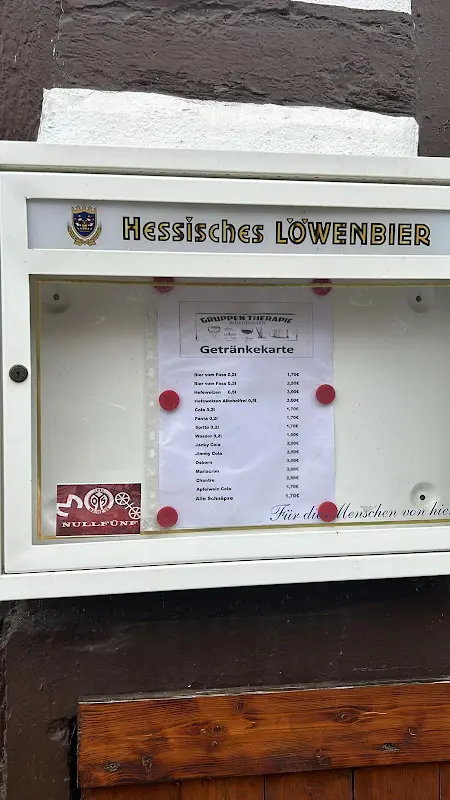 Hessisches LÖWENBIER
GRUPPEN THERAPIE
Getränkekarte
Bier vom Fass 0,2l 1,70€
Bier vom Fass 0,3l 2,00€
Hefeweizen 0,5l 3,00€
Hefeweizen Alkoholfrei 0,5l 3,00€
Cola 0,2l 1,70€
Fanta 0,2l 1,70€
Sprite 0,2l 1,70€
Wasser 0,2l 1,50€
Jacky Cola 3,00€
Jimmy Cola 2,50€
Osborn 3,00€
Mariacron 3,00€
Chantre 2,50€
Apfelwein Cola 1,70€
Alle Schnäpse 1,70€
NULLFÜNF
Für die Menschen von hie